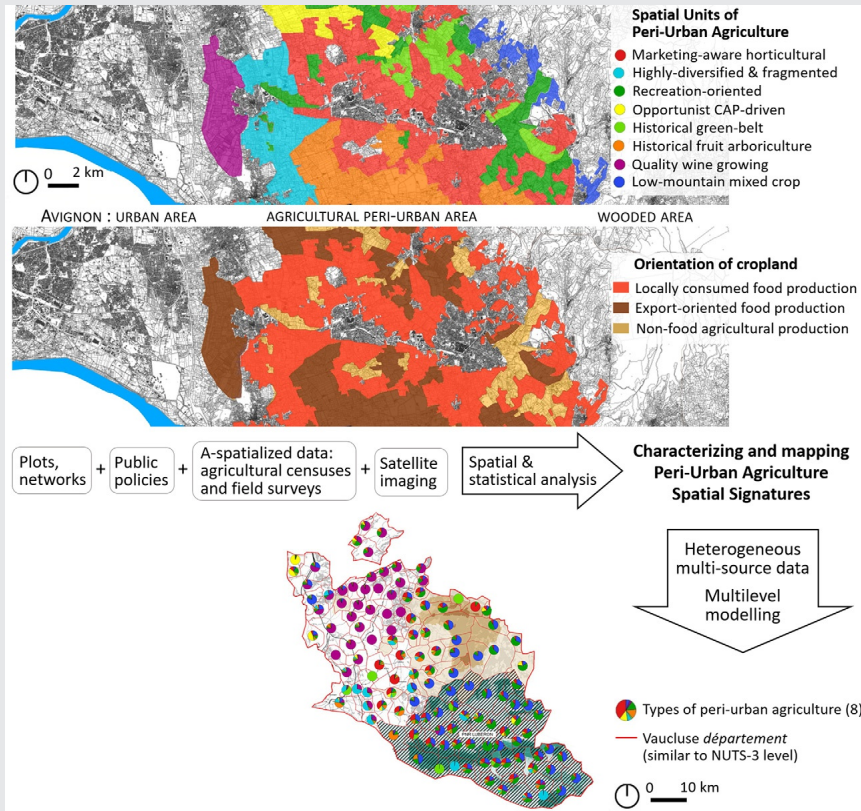 Spatial Units of
Peri-Urban Agriculture
Marketing-aware horticultural
Highly-diversified & fragmented
Recreation-oriented
Opportunist CAP-driven
Historical green-belt
Historical fruit arboriculture
Quality wine growing
Low-mountain mixed crop
0 2 km
AVIGNON : URBAN AREA AGRICULTURAL PERI-URBAN AREA WOODED AREA
Orientation of cropland
Locally consumed food production
Export-oriented food production
Non-food agricultural production
Plots,
networks
+
Public
policies
+
A-spatialized data:
agricultural censuses
and field surveys
+
Satellite
imaging
Spatial &
statistical analysis
Characterizing and mapping
Peri-Urban Agriculture
Spatial Signatures
Heterogeneous
multi-source data
Multilevel
modelling
PNR LUBERON
Types of peri-urban agriculture (8)
Vaucluse département
(similar to NUTS-3 level)
0 10 km